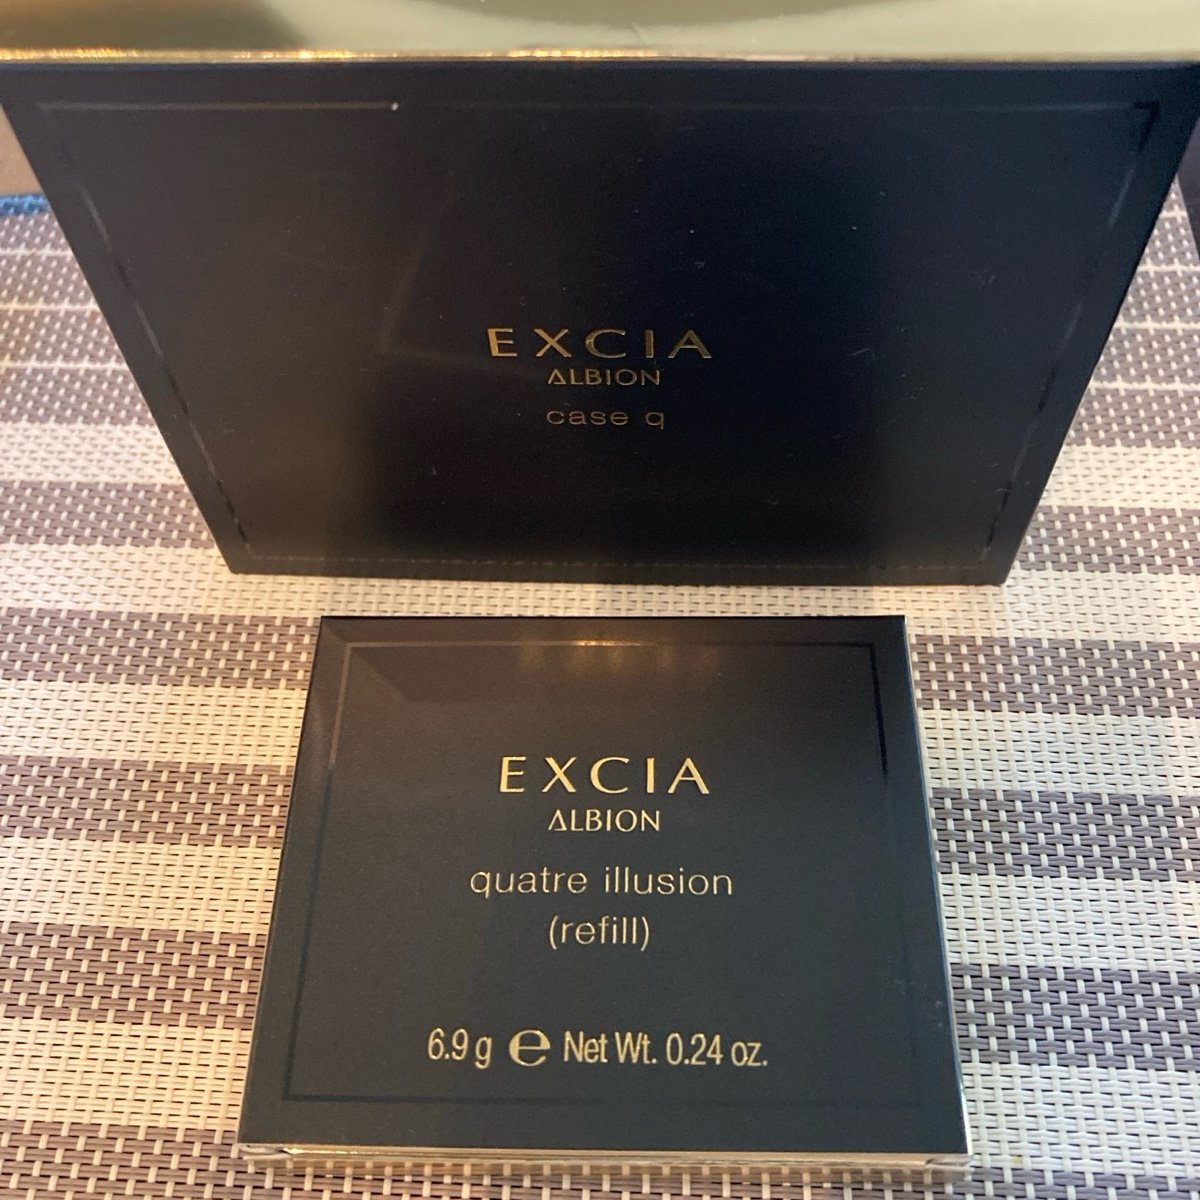 EXCIA
ALBION
case q
EXCIA
ALBION
quatre illusion
(refill)
6.9 g ℮ Net Wt. 0.24 oz.